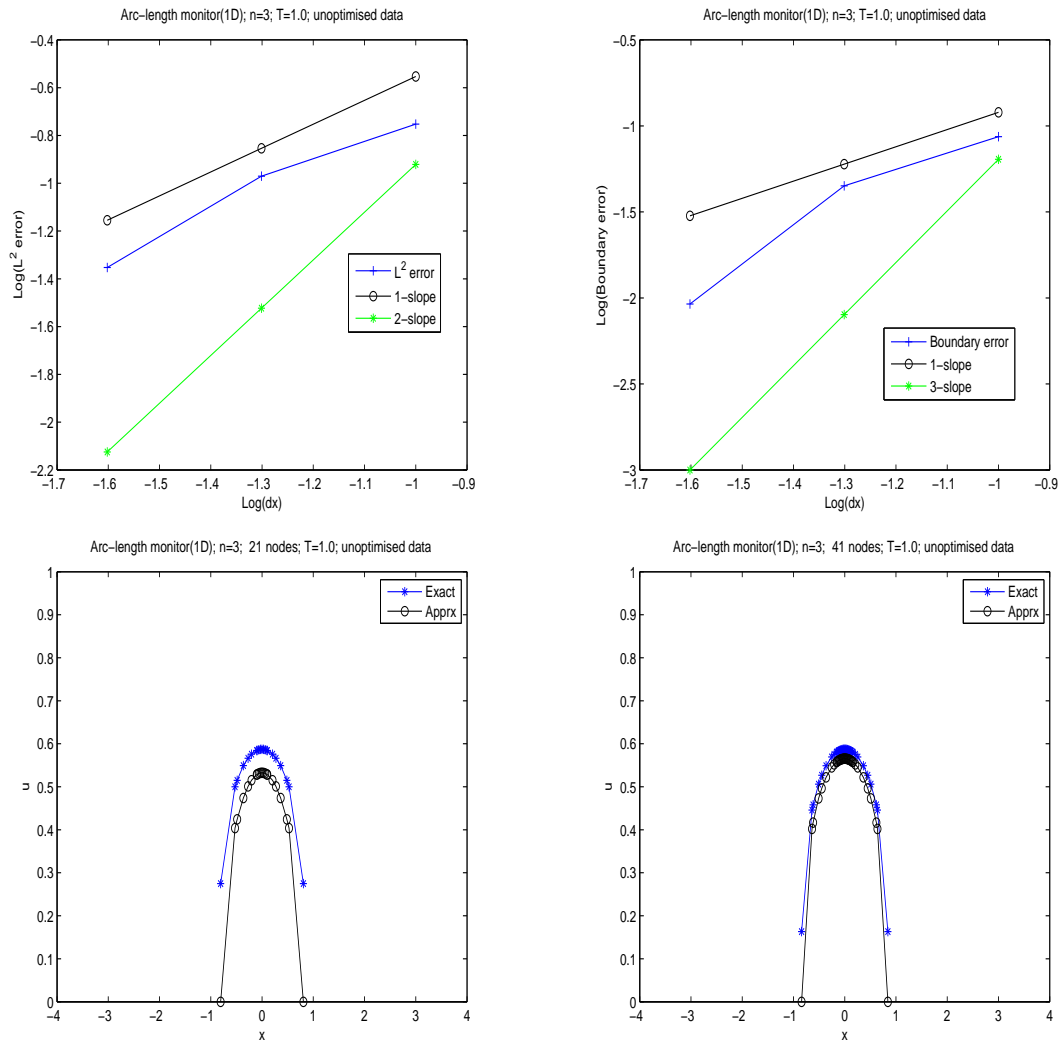 Arc−length monitor(1D); n=3; T=1.0; unoptimised data
−0.4
−0.6
−0.8
−1
−1.2
−1.4
−1.6
−1.8
−2
−2.2
Log(L² error)
−1.7 −1.6 −1.5 −1.4 −1.3 −1.2 −1.1 −1 −0.9
Log(dx)
L² error
1−slope
2−slope
Arc−length monitor(1D); n=3; T=1.0; unoptimised data
−0.5
−1
−1.5
−2
−2.5
−3
Log(Boundary error)
−1.7 −1.6 −1.5 −1.4 −1.3 −1.2 −1.1 −1 −0.9
Log(dx)
Boundary error
1−slope
3−slope
Arc−length monitor(1D); n=3; 21 nodes; T=1.0; unoptimised data
1
0.9
0.8
0.7
0.6
0.5
0.4
0.3
0.2
0.1
0
u
−4 −3 −2 −1 0 1 2 3 4
x
Exact
Apprx
Arc−length monitor(1D); n=3; 41 nodes; T=1.0; unoptimised data
1
0.9
0.8
0.7
0.6
0.5
0.4
0.3
0.2
0.1
0
u
−4 −3 −2 −1 0 1 2 3 4
x
Exact
Apprx